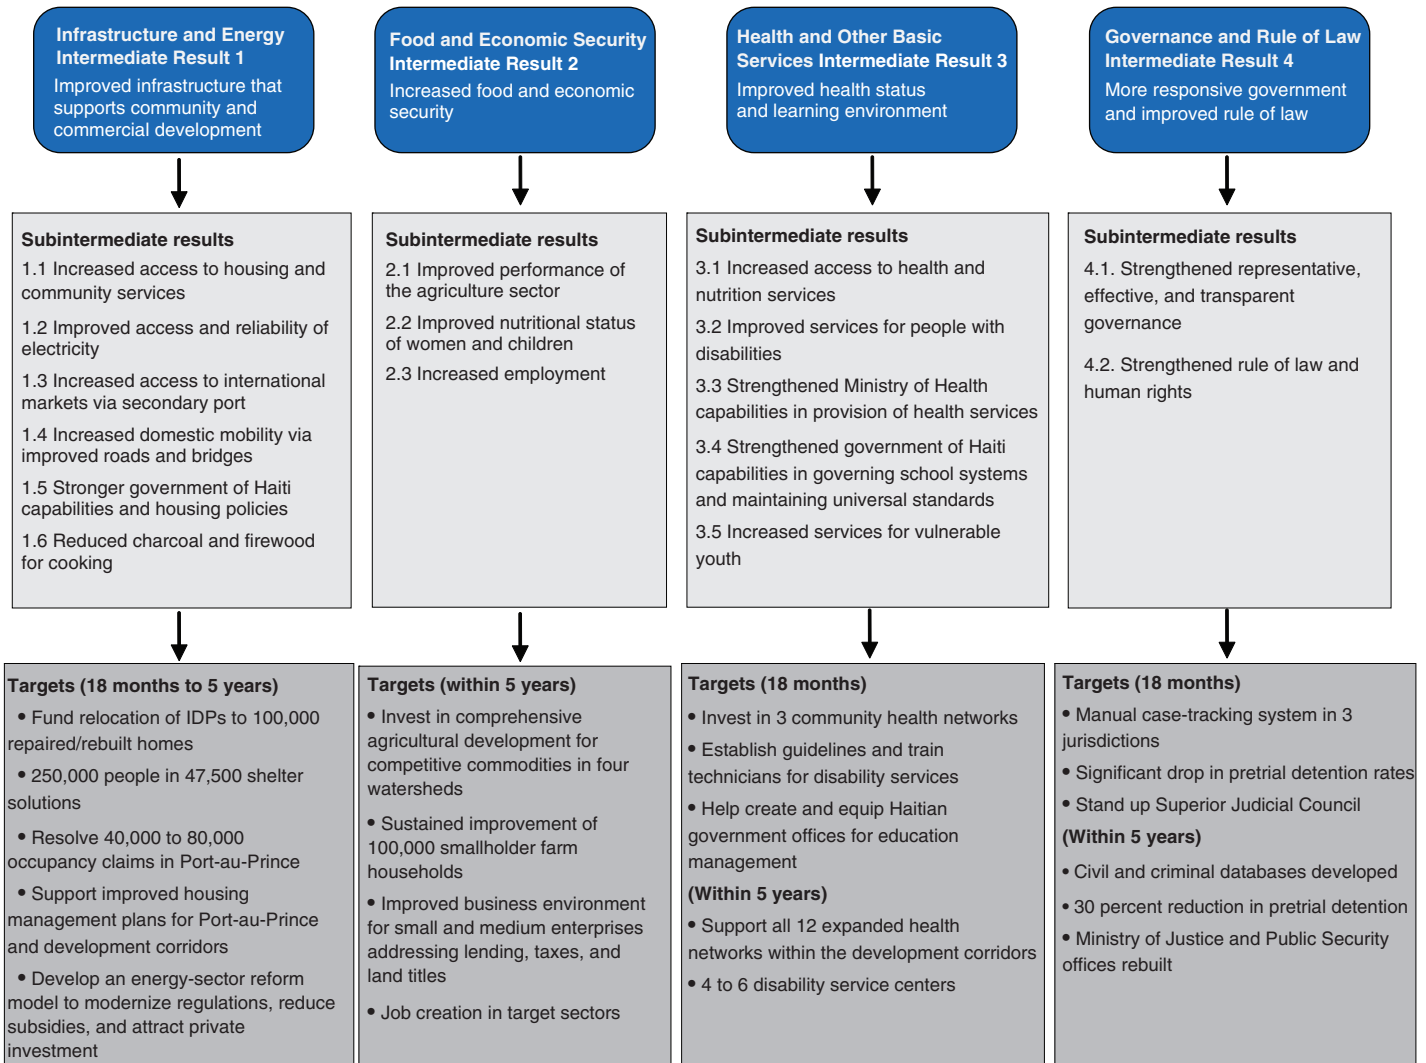 Infrastructure and Energy
Intermediate Result 1
Improved infrastructure that
supports community and
commercial development
Subintermediate results
1.1 Increased access to housing and
community services
1.2 Improved access and reliability of
electricity
1.3 Increased access to international
markets via secondary port
1.4 Increased domestic mobility via
improved roads and bridges
1.5 Stronger government of Haiti
capabilities and housing policies
1.6 Reduced charcoal and firewood
for cooking
Targets (18 months to 5 years)
• Fund relocation of IDPs to 100,000
repaired/rebuilt homes
• 250,000 people in 47,500 shelter
solutions
• Resolve 40,000 to 80,000
occupancy claims in Port-au-Prince
• Support improved housing
management plans for Port-au-Prince
and development corridors
• Develop an energy-sector reform
model to modernize regulations, reduce
subsidies, and attract private
investment
Food and Economic Security
Intermediate Result 2
Increased food and economic
security
Subintermediate results
2.1 Improved performance of
the agriculture sector
2.2 Improved nutritional status
of women and children
2.3 Increased employment
Targets (within 5 years)
• Invest in comprehensive
agricultural development for
competitive commodities in four
watersheds
• Sustained improvement of
100,000 smallholder farm
households
• Improved business environment
for small and medium enterprises
addressing lending, taxes, and
land titles
• Job creation in target sectors
Health and Other Basic
Services Intermediate Result 3
Improved health status
and learning environment
Subintermediate results
3.1 Increased access to health and
nutrition services
3.2 Improved services for people with
disabilities
3.3 Strengthened Ministry of Health
capabilities in provision of health services
3.4 Strengthened government of Haiti
capabilities in governing school systems
and maintaining universal standards
3.5 Increased services for vulnerable
youth
Targets (18 months)
• Invest in 3 community health networks
• Establish guidelines and train
technicians for disability services
• Help create and equip Haitian
government offices for education
management
(Within 5 years)
• Support all 12 expanded health
networks within the development corridors
• 4 to 6 disability service centers
Governance and Rule of Law
Intermediate Result 4
More responsive government
and improved rule of law
Subintermediate results
4.1. Strengthened representative,
effective, and transparent
governance
4.2. Strengthened rule of law and
human rights
Targets (18 months)
• Manual case-tracking system in 3
jurisdictions
• Significant drop in pretrial detention rates
• Stand up Superior Judicial Council
(Within 5 years)
• Civil and criminal databases developed
• 30 percent reduction in pretrial detention
• Ministry of Justice and Public Security
offices rebuilt